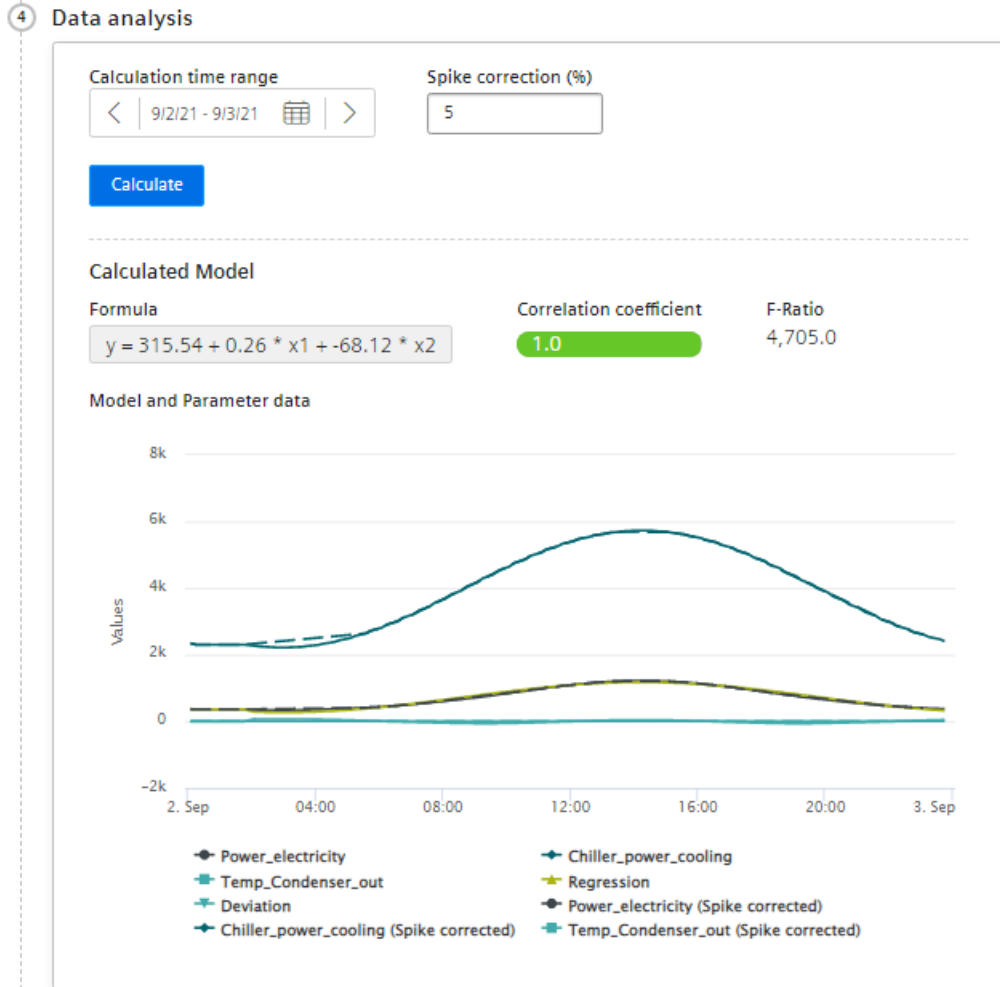 4 Data analysis
Calculation time range
Spike correction (%)
9/2/21 - 9/3/21
5
Calculate
Calculated Model
Formula
Correlation coefficient
F-Ratio
y = 315.54 + 0.26 * x1 + -68.12 * x2
1.0
4,705.0
Model and Parameter data
8k
6k
4k
2k
0
−2k
Values
2. Sep
04:00
08:00
12:00
16:00
20:00
3. Sep
Power_electricity
Chiller_power_cooling
Temp_Condenser_out
Regression
Deviation
Power_electricity (Spike corrected)
Chiller_power_cooling (Spike corrected)
Temp_Condenser_out (Spike corrected)